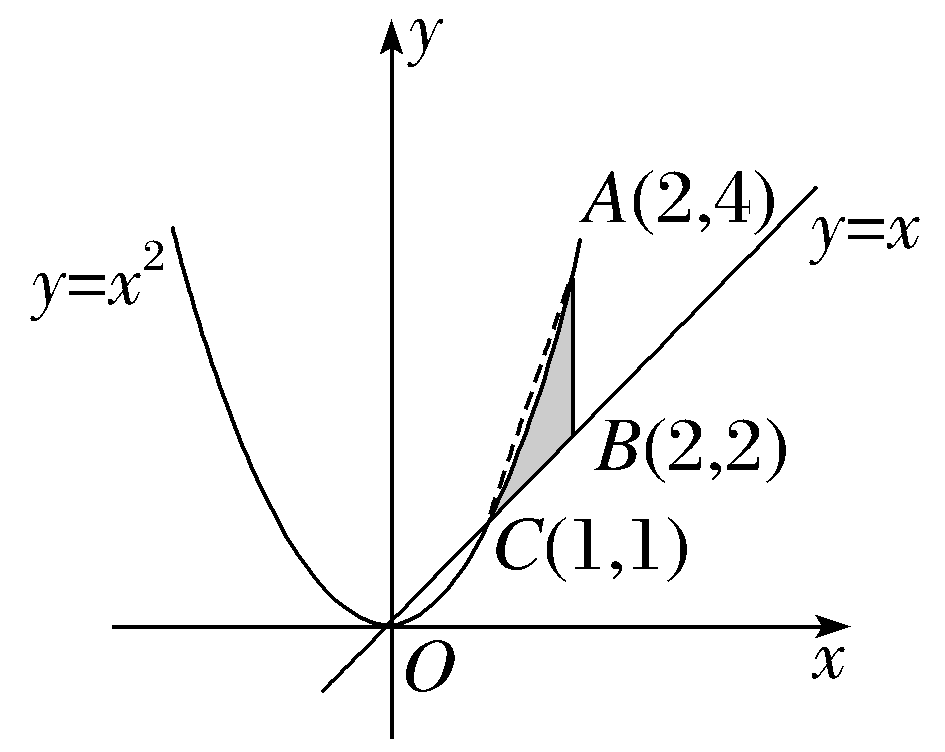 y
A(2,4)
y=x
y=x²
B(2,2)
C(1,1)
O
x